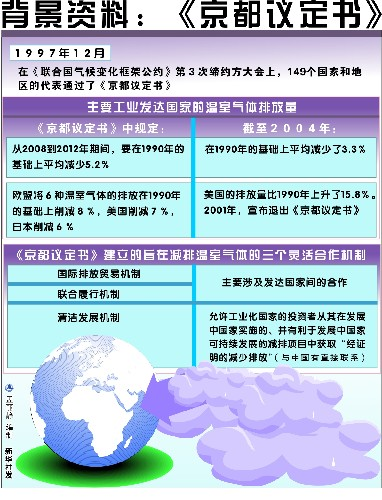 背景资料：《京都议定书》
1997年12月
在《联合国气候变化框架公约》第3次缔约方大会上，149个国家和地
区的代表通过了《京都议定书》
主要工业发达国家的温室气体排放量
《京都议定书》中规定：
截至2004年：
从2008到2012年期间，要在1990年的
基础上平均减少5.2%
在1990年的基础上平均减少了3.3%
欧盟将6种温室气体的排放在1990年
的基础上削减8%，美国削减7%，
日本削减6%
美国的排放量比1990年上升了15.8%。
2001年，宣布退出《京都议定书》
《京都议定书》建立的旨在减排温室气体的三个灵活合作机制
国际排放贸易机制
联合履行机制
主要涉及发达国家间的合作
清洁发展机制
允许工业化国家的投资者从其在发展
中国家实施的、并有利于发展中国家
可持续发展的减排项目中获取“经证
明的减少排放”(与中国有直接联系)
编制
新华社发